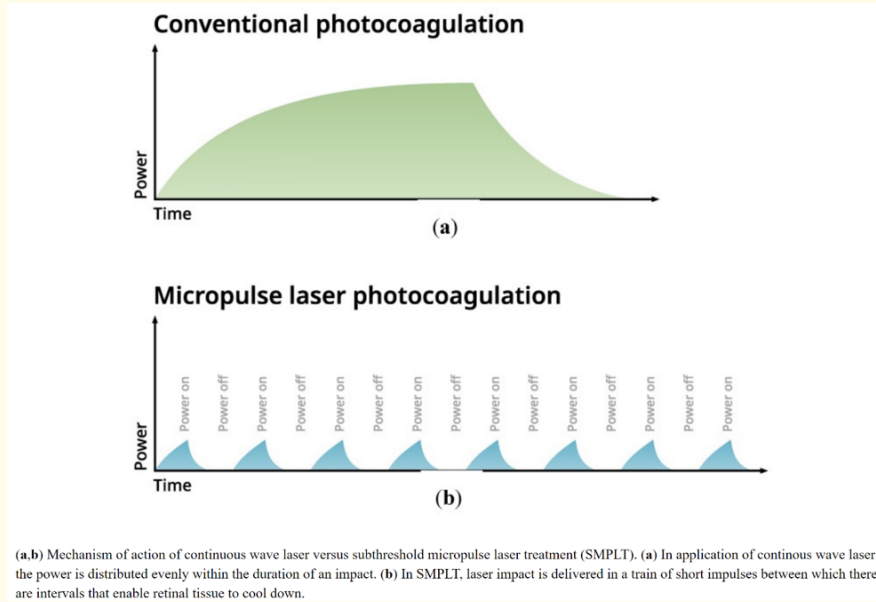 Conventional photocoagulation
Power
Time
(a)
Micropulse laser photocoagulation
Power on
Power off
Power on
Power off
Power on
Power off
Power on
Power off
Power on
Power off
Power on
Power off
Power on
Power off
Power on
Power
Time
(b)
(a,b) Mechanism of action of continuous wave laser versus subthreshold micropulse laser treatment (SMPLT). (a) In application of continous wave laser
the power is distributed evenly within the duration of an impact. (b) In SMPLT, laser impact is delivered in a train of short impulses between which there
are intervals that enable retinal tissue to cool down.